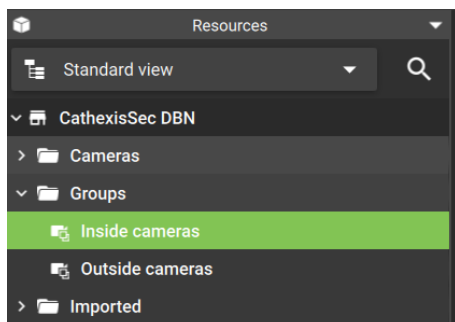 Resources
Standard view
CathexisSec DBN
Cameras
Groups
Inside cameras
Outside cameras
Imported